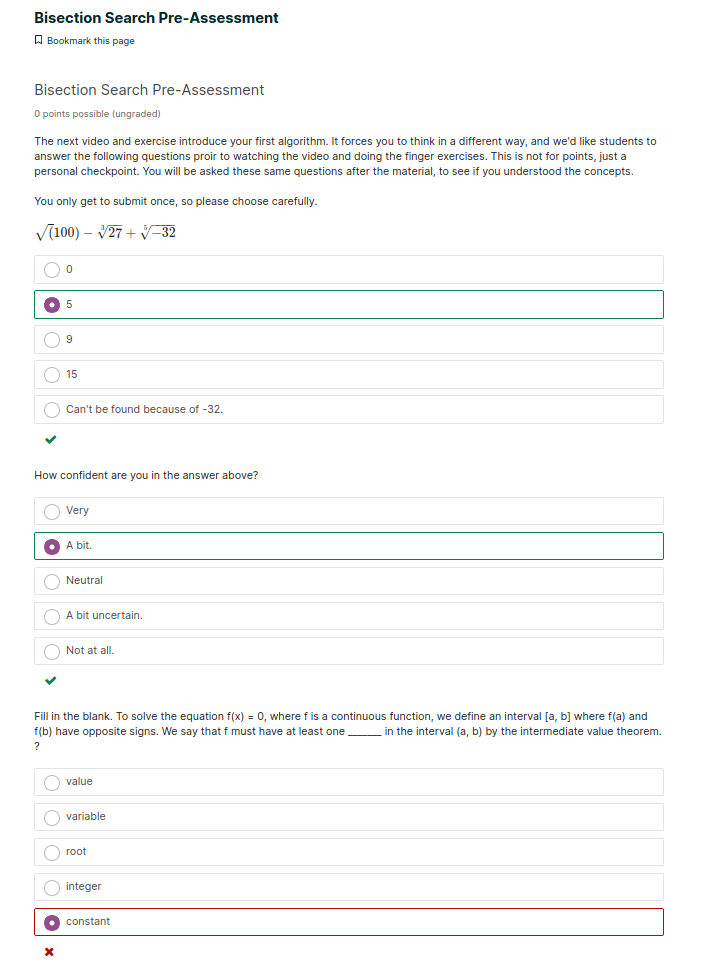 Bisection Search Pre-Assessment
Bookmark this page
Bisection Search Pre-Assessment
0 points possible (ungraded)
The next video and exercise introduce your first algorithm. It forces you to think in a different way, and we'd like students to
answer the following questions proir to watching the video and doing the finger exercises. This is not for points, just a
personal checkpoint. You will be asked these same questions after the material, to see if you understood the concepts.
You only get to submit once, so please choose carefully.
√(100) − ∛27 + ⁵√−32
0
5
9
15
Can't be found because of -32.
How confident are you in the answer above?
Very
A bit.
Neutral
A bit uncertain.
Not at all.
Fill in the blank. To solve the equation f(x) = 0, where f is a continuous function, we define an interval [a, b] where f(a) and
f(b) have opposite signs. We say that f must have at least one _______ in the interval (a, b) by the intermediate value theorem.
?
value
variable
root
integer
constant